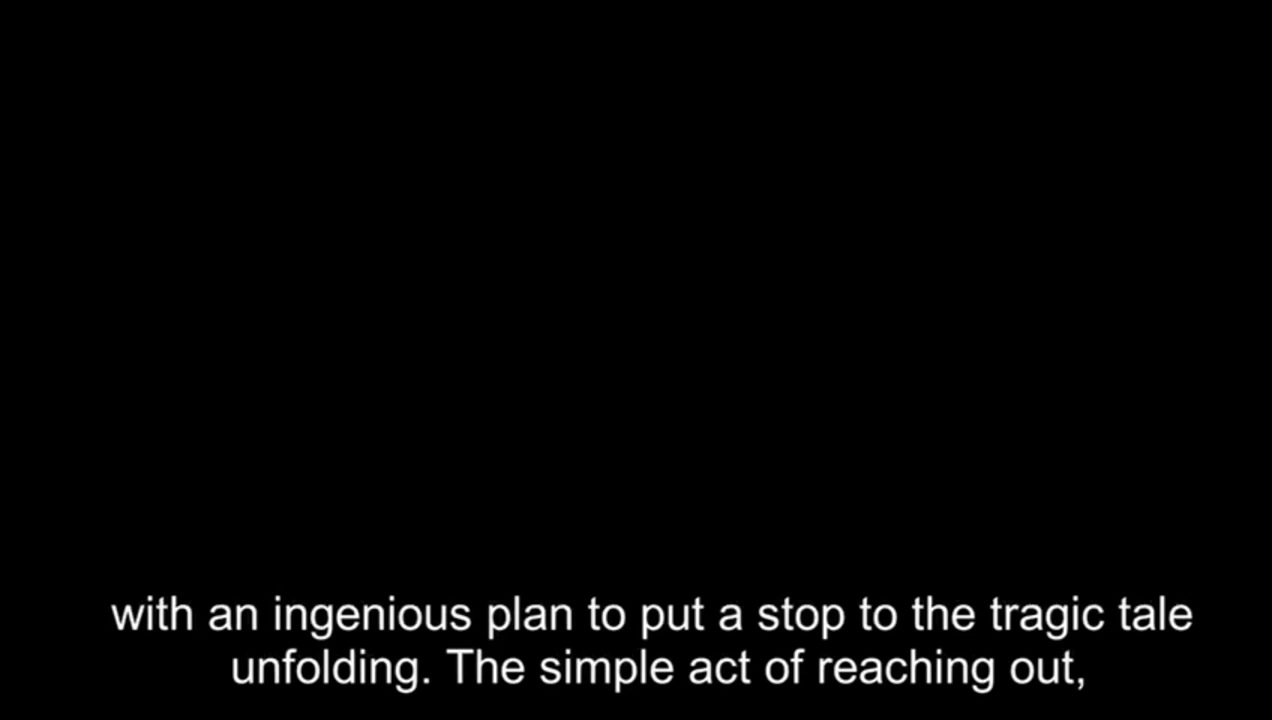 with an ingenious plan to put a stop to the tragic tale
unfolding. The simple act of reaching out,